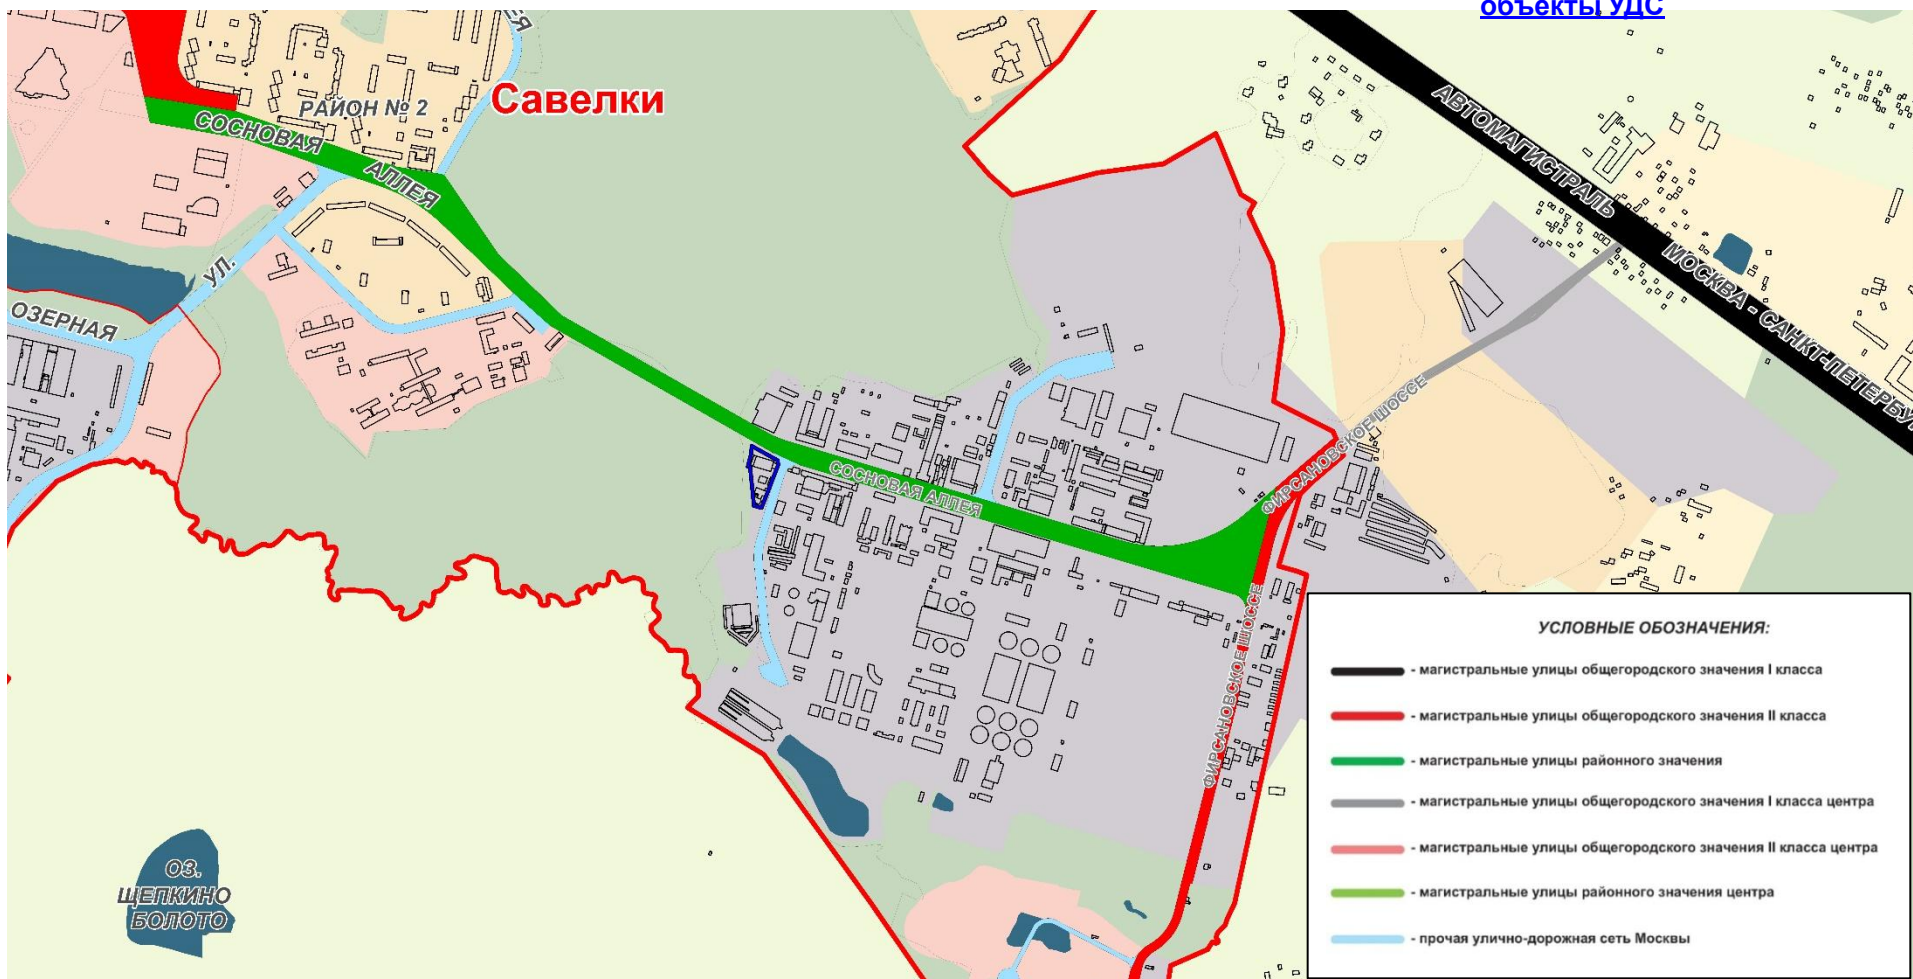 объекты УДС
Савелки
РАЙОН № 2
СОСНОВАЯ
АЛЛЕЯ
УЛ.
ОЗЕРНАЯ
АВТОМАГИСТРАЛЬ
МОСКВА - САНКТ-ПЕТЕРБУ
ФИРСАНОВСКОЕ ШОССЕ
СОСНОВАЯ АЛЛЕЯ
ФИРСАНОВСКОЕ ШОССЕ
ОЗ.
ЩЕПКИНО
БОЛОТО
УСЛОВНЫЕ ОБОЗНАЧЕНИЯ:
- магистральные улицы общегородского значения I класса
- магистральные улицы общегородского значения II класса
- магистральные улицы районного значения
- магистральные улицы общегородского значения I класса центра
- магистральные улицы общегородского значения II класса центра
- магистральные улицы районного значения центра
- прочая улично-дорожная сеть Москвы